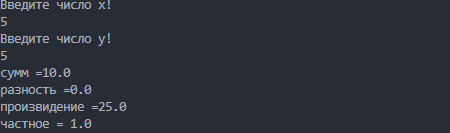 Введите число x!
5
Введите число y!
5
сумм =10.0
разность =0.0
произвидение =25.0
частное = 1.0